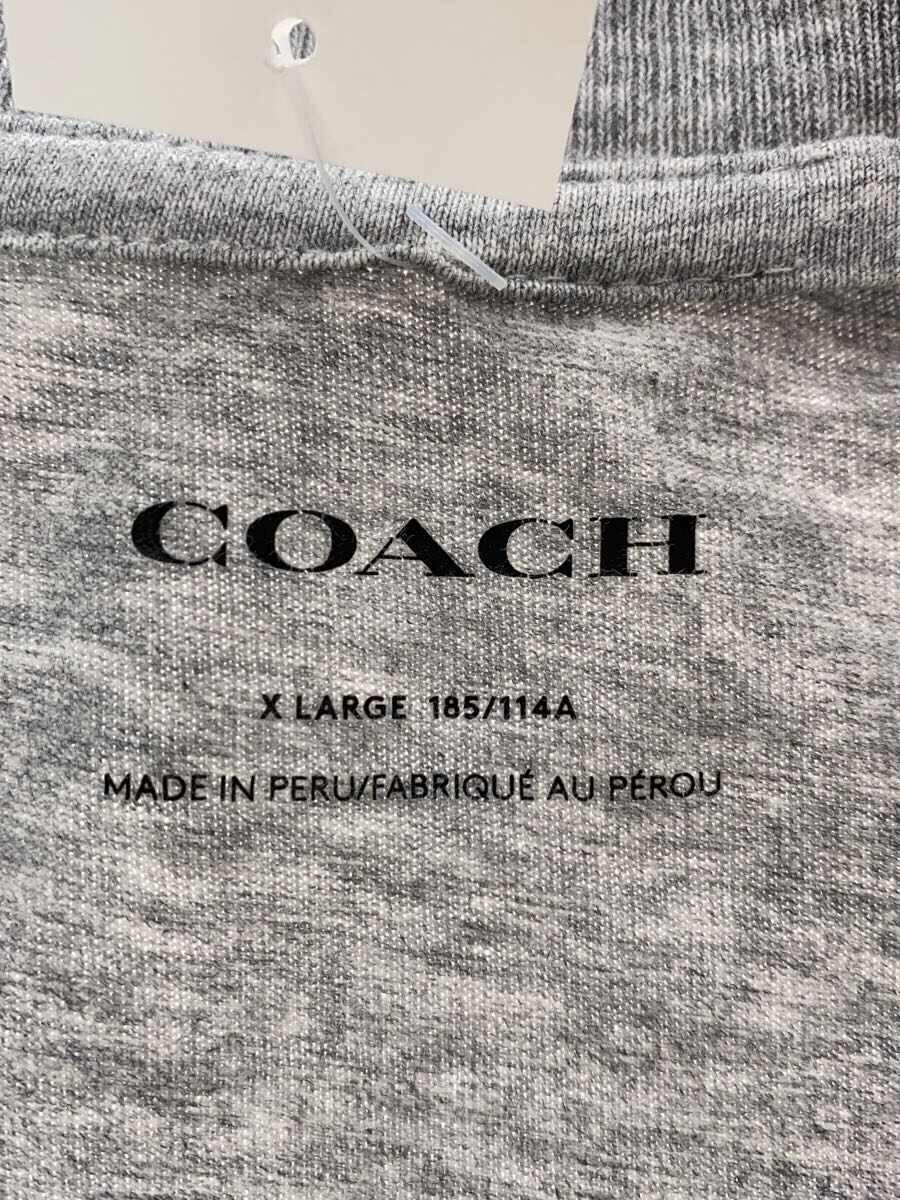 COACH
X LARGE 185/114A
MADE IN PERU/FABRIQUÉ AU PÉROU